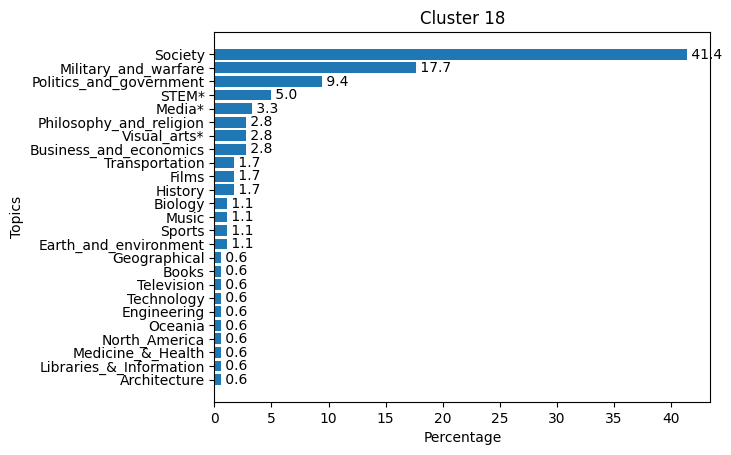 Cluster 18
Topics
Society 41.4
Military_and_warfare 17.7
Politics_and_government 9.4
STEM* 5.0
Media* 3.3
Philosophy_and_religion 2.8
Visual_arts* 2.8
Business_and_economics 2.8
Transportation 1.7
Films 1.7
History 1.7
Biology 1.1
Music 1.1
Sports 1.1
Earth_and_environment 1.1
Geographical 0.6
Books 0.6
Television 0.6
Technology 0.6
Engineering 0.6
Oceania 0.6
North_America 0.6
Medicine_&_Health 0.6
Libraries_&_Information 0.6
Architecture 0.6
0 5 10 15 20 25 30 35 40
Percentage